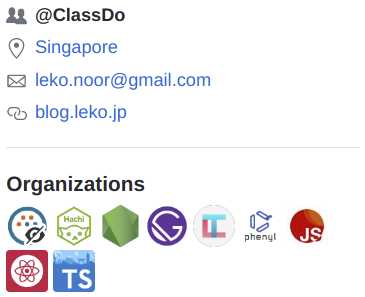 @ClassDo
Singapore
leko.noor@gmail.com
blog.leko.jp
Organizations
Hachi
phenyl
JS
TS